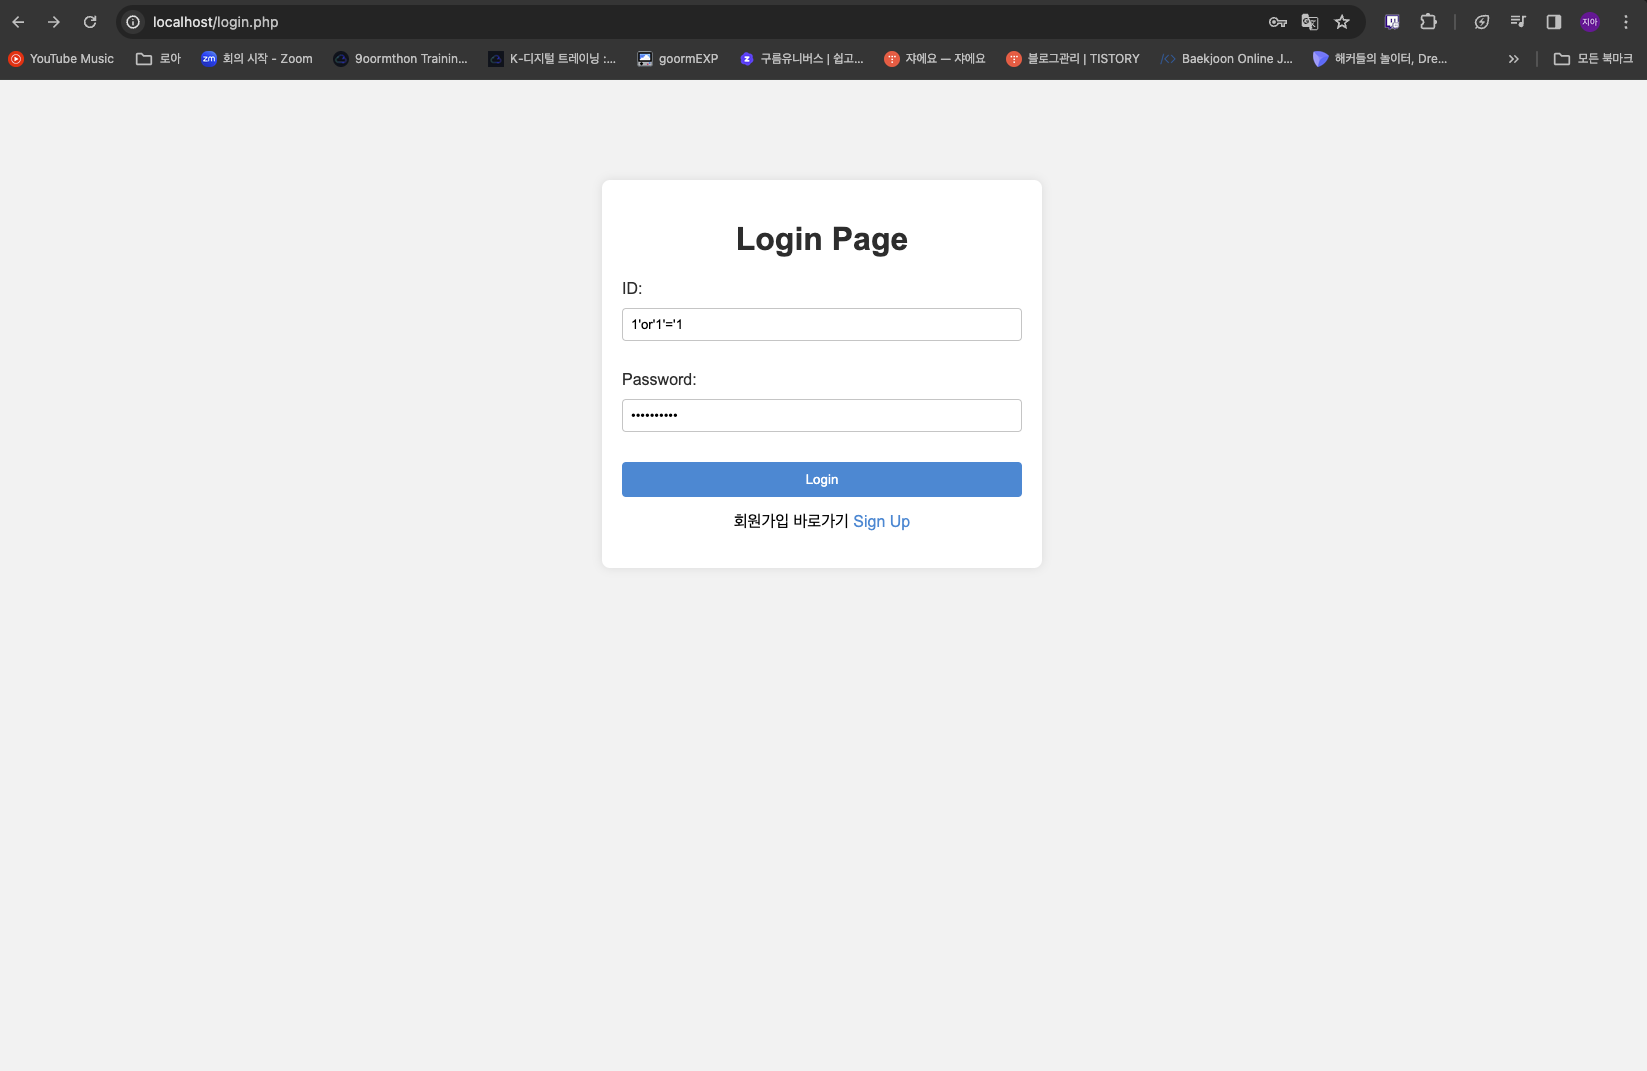 localhost/login.php
지아
YouTube Music 로아 zm 회의 시작 - Zoom 9oormthon Trainin... K-디지털 트레이닝 :... goormEXP 구름유니버스 | 쉽고... 쟈에요 — 쟈에요 블로그관리 | TISTORY Baekjoon Online J... 해커들의 놀이터, Dre... » 모든 북마크
Login Page
ID:
1'or'1'='1
Password:
••••••••••
Login
회원가입 바로가기 Sign Up